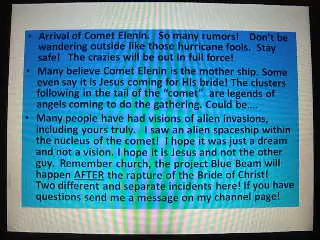 • Arrival of Comet Elenin. So many rumors! Don't be
wandering outside like those hurricane fools. Stay
safe! The crazies will be out in full force!
• Many believe Comet Elenin is the mother ship. Some
even say it is Jesus coming for His bride! The clusters
following in the tail of the "comet" are legends of
angels coming to do the gathering. Could be....
• Many people have had visions of alien invasions,
including yours truly. I saw an alien spaceship within
the nucleus of the comet! I hope it was just a dream
and not a vision. I hope it is Jesus and not the other
guy. Remember church, the project Blue Beam will
happen AFTER the rapture of the Bride of Christ!
Two different and separate incidents here! If you have
questions send me a message on my channel page!